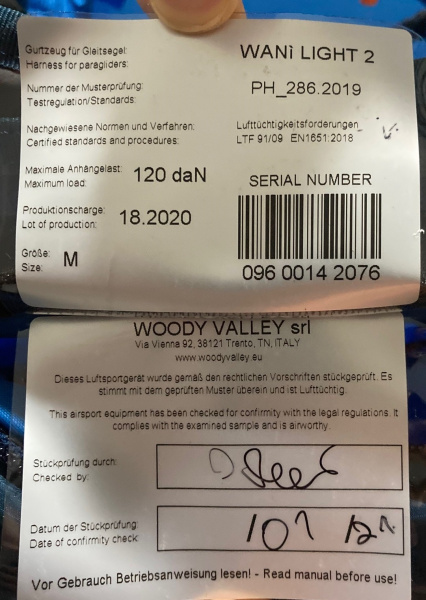 Gurtzeug für Gleitsegel:
Harness for paragliders:
WANì LIGHT 2
Nummer der Musterprüfung:
Testregulation/Standards:
PH_286.2019
Nachgewiesene Normen und Verfahren:
Certified standards and procedures:
Lufttüchtigkeitsforderungen
LTF 91/09 EN1651:2018
Maximale Anhängelast:
Maximum load:
120 daN
Produktionscharge:
Lot of production:
18.2020
Größe:
Size:
M
SERIAL NUMBER
096 0014 2076
WOODY VALLEY srl
Via Vienna 92, 38121 Trento, TN, ITALY
www.woodyvalley.eu
Dieses Luftsportgerät wurde gemäß den rechtlichen Vorschriften stückgeprüft. Es
stimmt mit dem geprüften Muster überein und ist Lufttüchtig.
This airsport equipment has been checked for confirmity with the legal regulations. It
complies with the examined sample and is airworthy.
Stückprüfung durch:
Checked by:
Datum der Stückprüfung:
Date of confirmity check:
Vor Gebrauch Betriebsanweisung lesen! - Read manual before use!